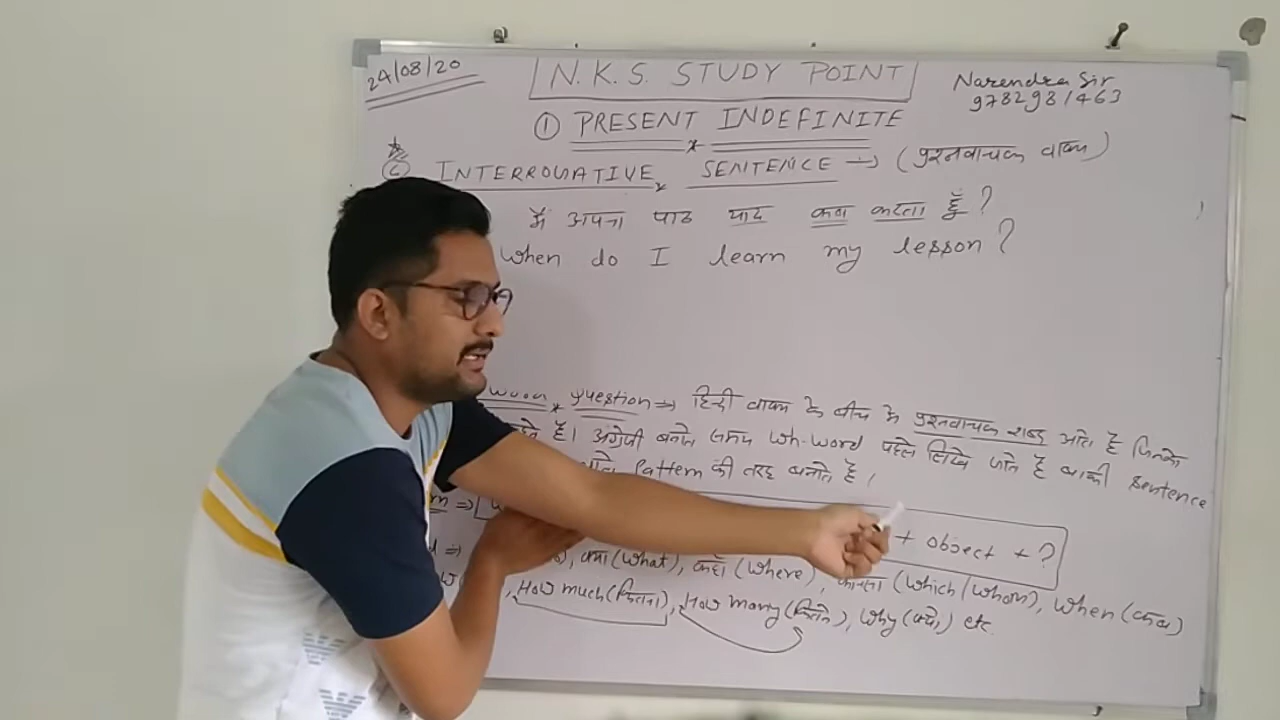 24/08/20
N.K.S. STUDY POINT
Narendra Sir
9782981463
① PRESENT INDEFINITE
(C) INTERROGATIVE SENTENCE → (प्रश्नवाचक वाक्य)
मैं अपना पाठ याद कब करता हूँ?
When do I learn my lesson?
question ⇒ हिन्दी वाक्य के बीच में प्रश्नवाचक शब्द आते है जिनको
है। अंग्रेजी बनाते समय Wh-word पहले लिखे जाते है बाकी sentence
Pattern की तरह बनाते है।
+ object + ?
क्या (What), कहाँ (Where), (Which/Whom), When (कब)
How much (कितना), How many (कितने), Why (क्यों) etc.